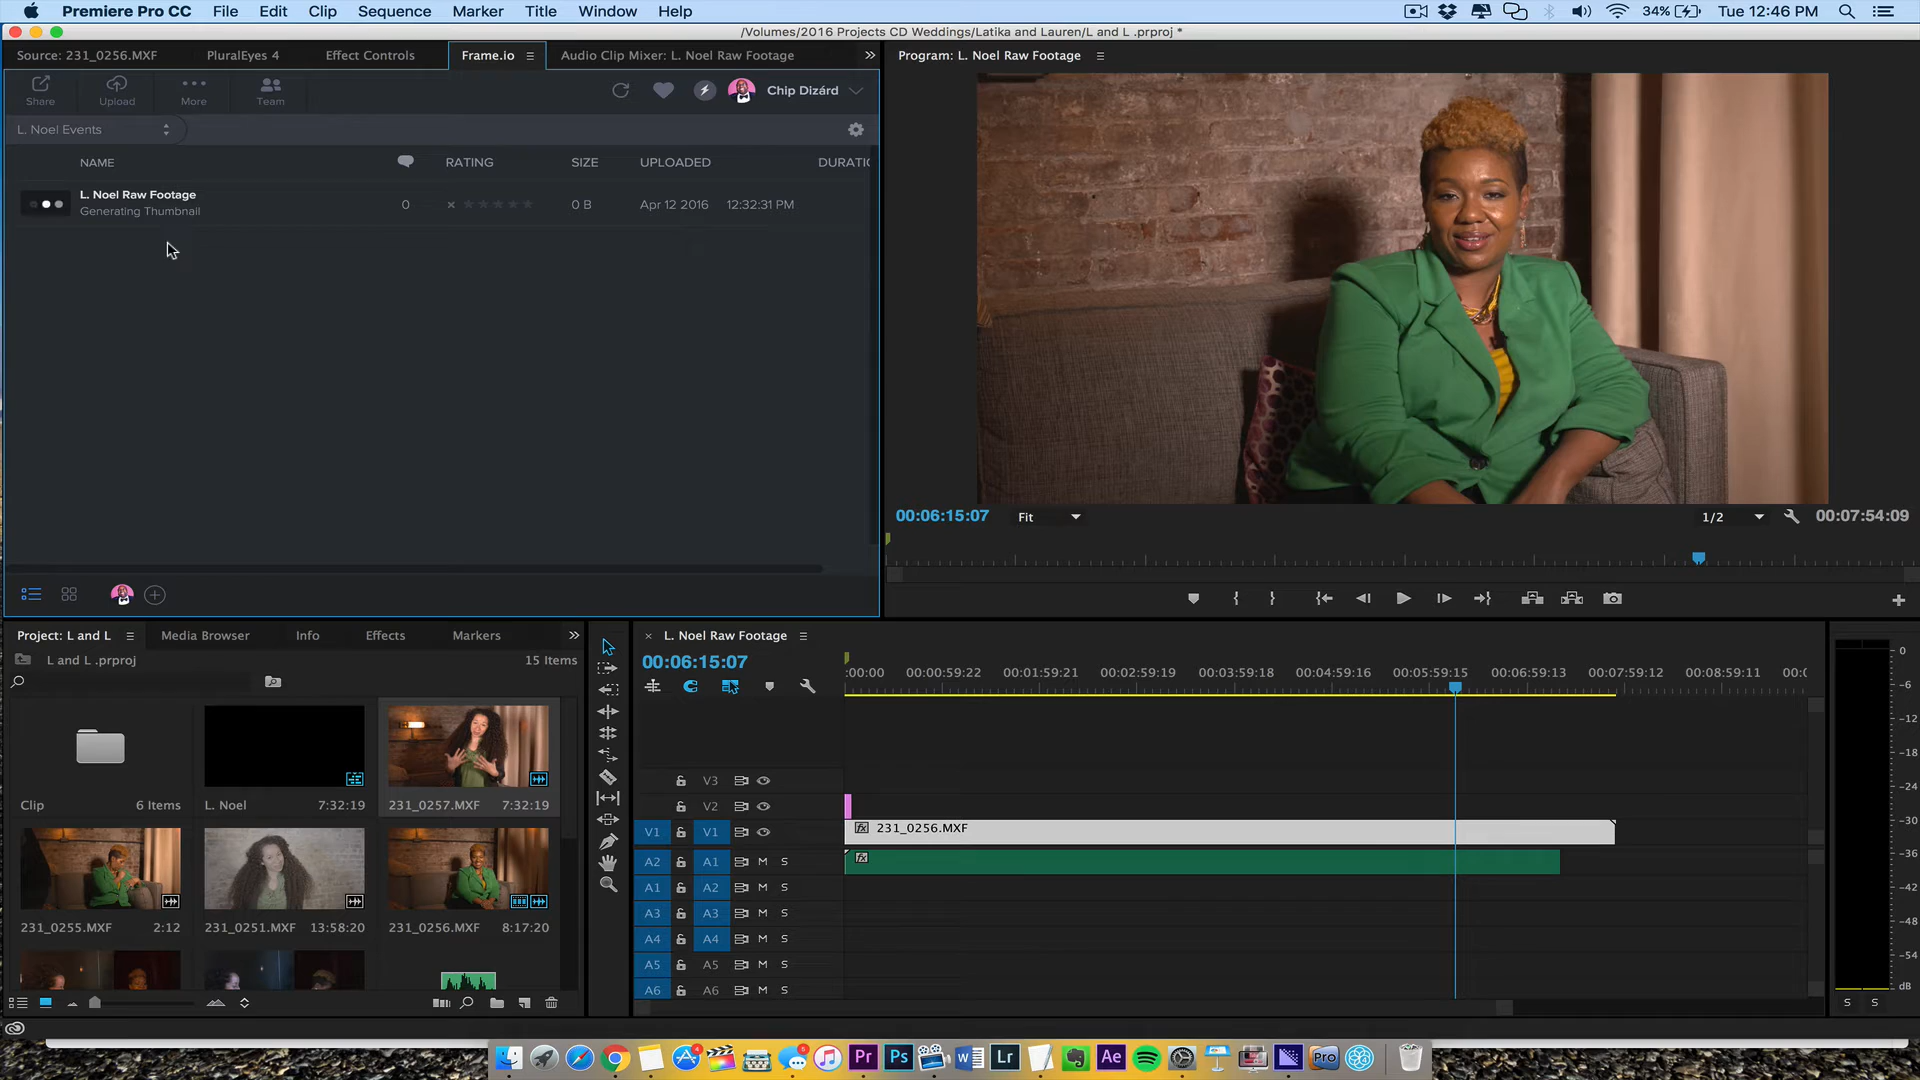 Premiere Pro CC File Edit Clip Sequence Marker Title Window Help 34% Tue 12:46 PM
/Volumes/2016 Projects CD Weddings/Latika and Lauren/L and L .prproj *
Source: 231_0256.MXF PluralEyes 4 Effect Controls Frame.io Audio Clip Mixer: L. Noel Raw Footage
Program: L. Noel Raw Footage
Share Upload More Team Chip Dizárd
L. Noel Events
NAME RATING SIZE UPLOADED DURATIO
L. Noel Raw Footage
Generating Thumbnail
0 0 B Apr 12 2016 12:32:31 PM
00:06:15:07 Fit 1/2 00:07:54:09
Project: L and L Media Browser Info Effects Markers
L and L .prproj 15 Items
Clip 6 Items L. Noel 7:32:19 231_0257.MXF 7:32:19
231_0255.MXF 2:12 231_0251.MXF 13:58:20 231_0256.MXF 8:17:20
× L. Noel Raw Footage
00:06:15:07
:00:00 00:0:59:22 00:01:59:21 00:02:59:19 00:03:59:18 00:04:59:16 00:05:59:15 00:06:59:13 00:07:59:12 00:08:59:11 00:0
V3
V2
V1 V1 231_0256.MXF
A2 A1 M S
A1 A2 M S
A3 A3 M S
A4 A4 M S
A5 A5 M S
A6 A6 M S
0
-6
-12
-18
-24
-30
-36
-42
-48
-54
dB
S S
Pr Ps W Lr Ae Pro